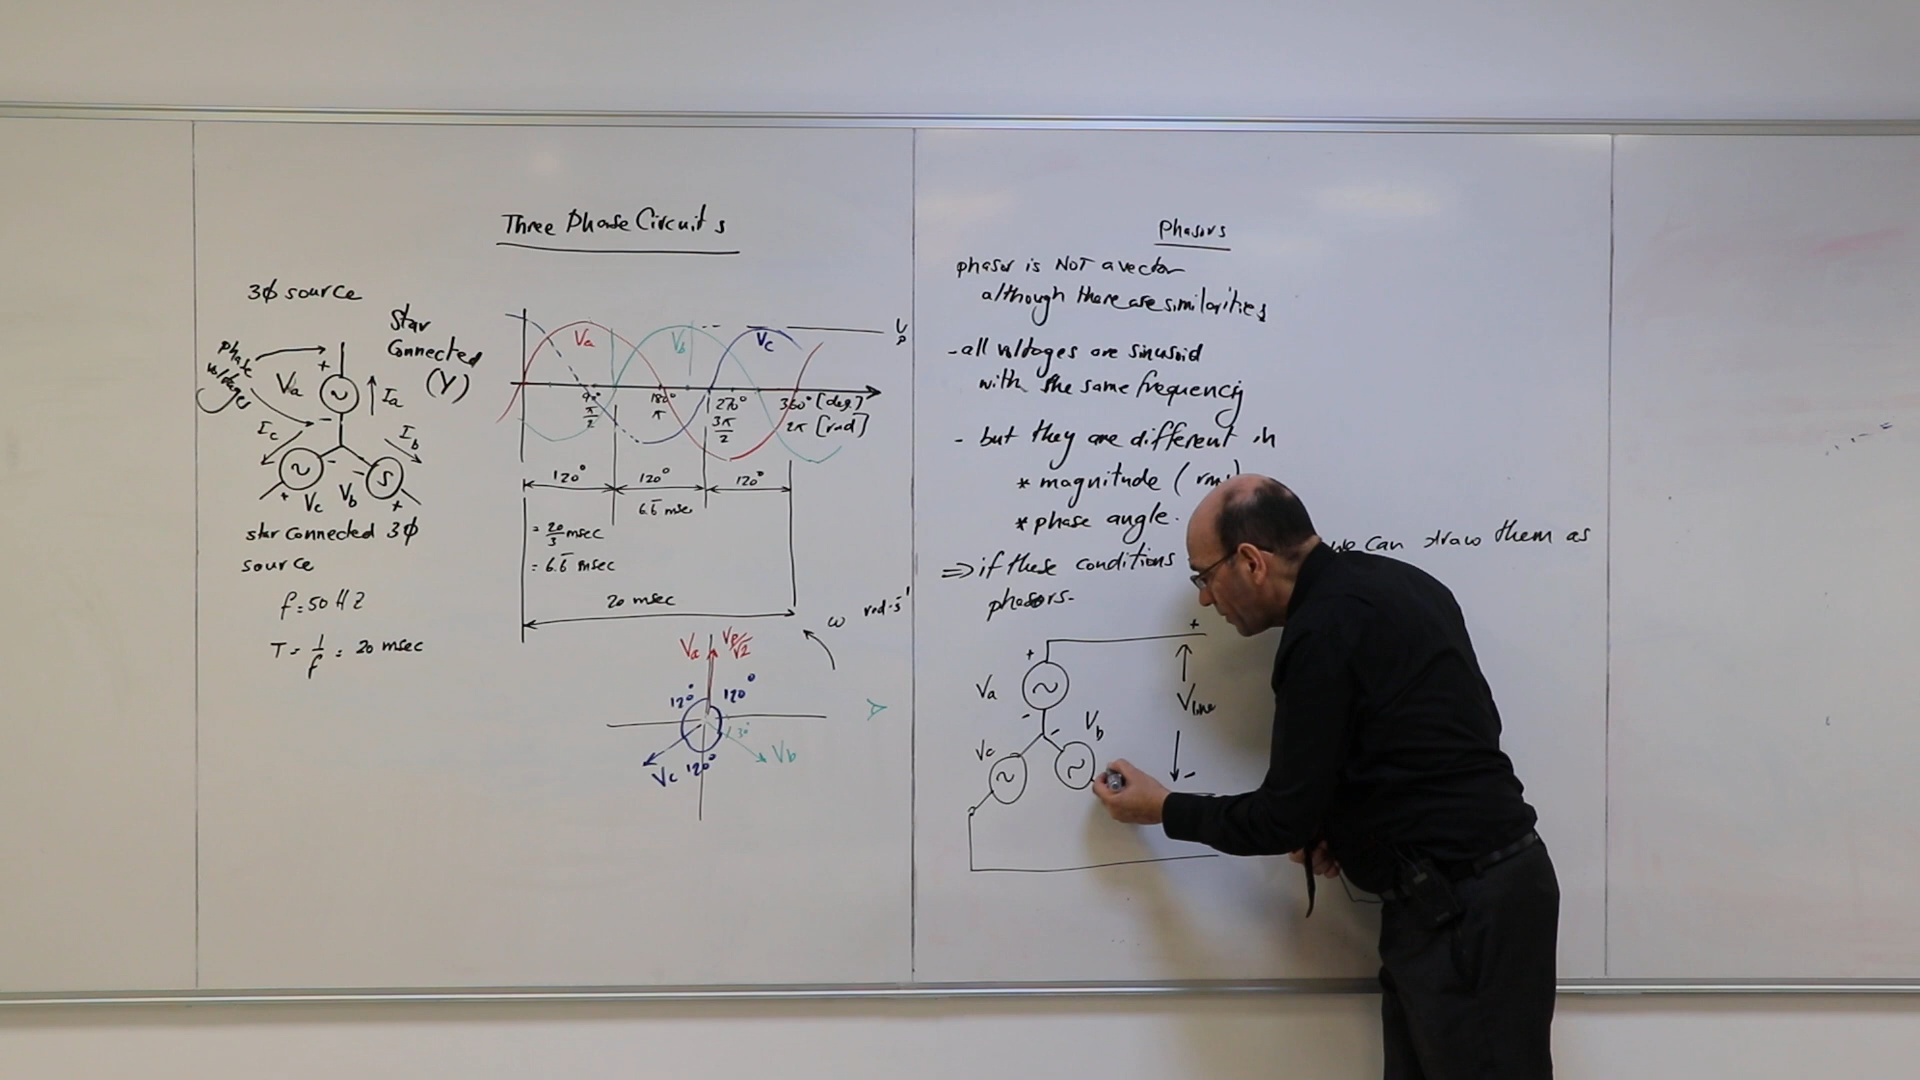 Three Phase Circuits
3Φ source
Star
Connected
(Y)
phase
voltages
Va
+
-
Ia
Ic
Ib
-
-
+
Vc
Vb
+
star connected 3Φ
source
f = 50 HZ
T = 1/f = 20 msec
Va
Vb
Vc
Vp
90°
180°
270°
360° [deg.]
π/2
π
3π/2
2π [rad]
120°
120°
120°
6.6̅ msec
= 20/3 msec
= 6.6̅ msec
20 msec
ω rad·s⁻¹
Va
Vp/√2
120°
120°
30°
Vc
120°
Vb
Phasors
phasor is NOT a vector
although there are similarities
- all voltages are sinusoid
with the same frequency
- but they are different in
* magnitude (rms)
* phase angle.
⇒ if these conditions we can draw them as
phasors.
+
+
Va
-
Vline
Vb
-
Vc
-